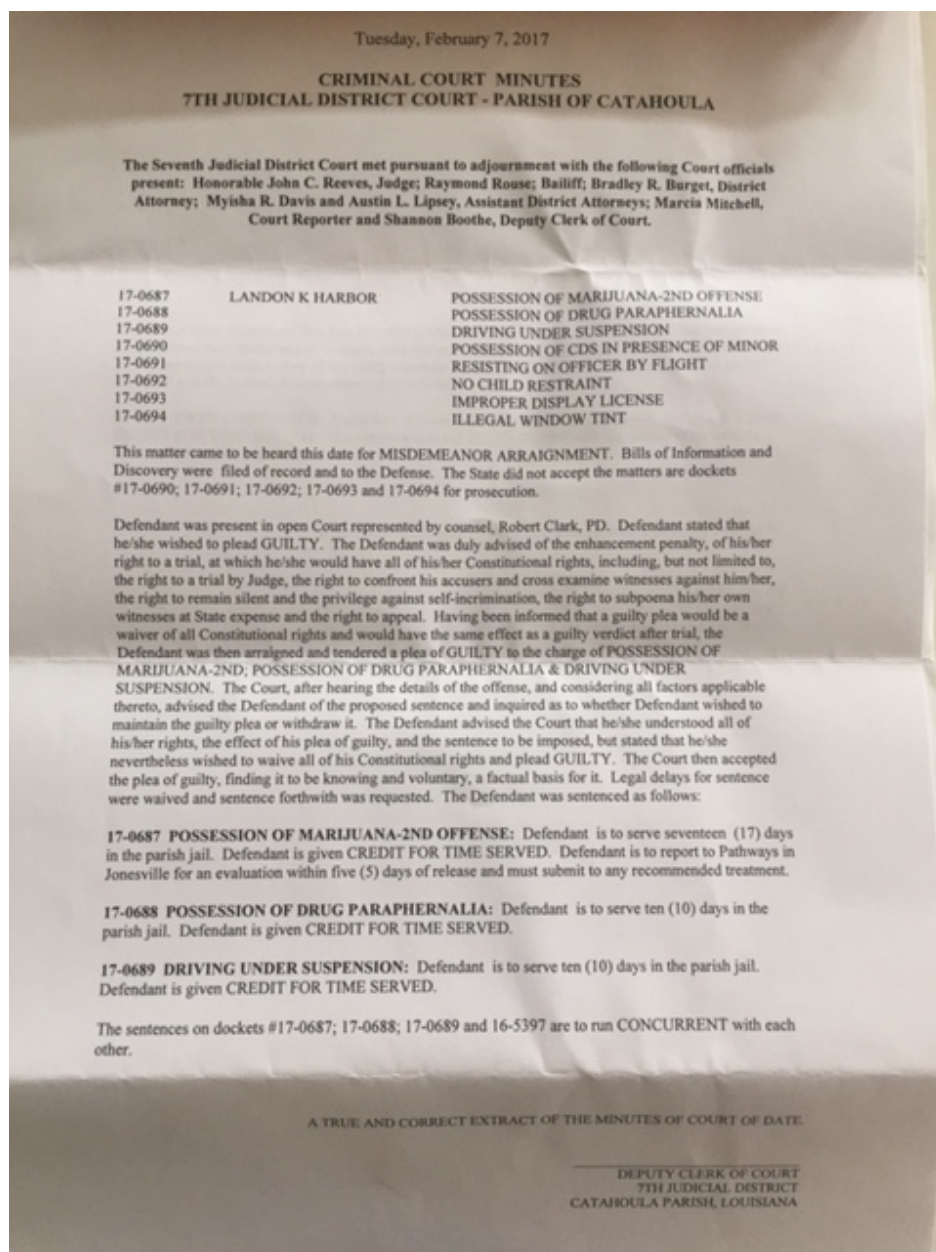 Tuesday, February 7, 2017
CRIMINAL COURT MINUTES
7TH JUDICIAL DISTRICT COURT - PARISH OF CATAHOULA
The Seventh Judicial District Court met pursuant to adjournment with the following Court officials
present: Honorable John C. Reeves, Judge; Raymond Rouse; Bailiff; Bradley R. Burget, District
Attorney; Myisha R. Davis and Austin L. Lipsey, Assistant District Attorneys; Marcia Mitchell,
Court Reporter and Shannon Boothe, Deputy Clerk of Court.
17-0687 LANDON K HARBOR POSSESSION OF MARIJUANA-2ND OFFENSE
17-0688 POSSESSION OF DRUG PARAPHERNALIA
17-0689 DRIVING UNDER SUSPENSION
17-0690 POSSESSION OF CDS IN PRESENCE OF MINOR
17-0691 RESISTING ON OFFICER BY FLIGHT
17-0692 NO CHILD RESTRAINT
17-0693 IMPROPER DISPLAY LICENSE
17-0694 ILLEGAL WINDOW TINT
This matter came to be heard this date for MISDEMEANOR ARRAIGNMENT. Bills of Information and
Discovery were filed of record and to the Defense. The State did not accept the matters are dockets
#17-0690; 17-0691; 17-0692; 17-0693 and 17-0694 for prosecution.
Defendant was present in open Court represented by counsel, Robert Clark, PD. Defendant stated that
he/she wished to plead GUILTY. The Defendant was duly advised of the enhancement penalty, of his/her
right to a trial, at which he/she would have all of his/her Constitutional rights, including, but not limited to,
the right to a trial by Judge, the right to confront his accusers and cross examine witnesses against him/her,
the right to remain silent and the privilege against self-incrimination, the right to subpoena his/her own
witnesses at State expense and the right to appeal. Having been informed that a guilty plea would be a
waiver of all Constitutional rights and would have the same effect as a guilty verdict after trial, the
Defendant was then arraigned and tendered a plea of GUILTY to the charge of POSSESSION OF
MARIJUANA-2ND; POSSESSION OF DRUG PARAPHERNALIA & DRIVING UNDER
SUSPENSION. The Court, after hearing the details of the offense, and considering all factors applicable
thereto, advised the Defendant of the proposed sentence and inquired as to whether Defendant wished to
maintain the guilty plea or withdraw it. The Defendant advised the Court that he/she understood all of
his/her rights, the effect of his plea of guilty, and the sentence to be imposed, but stated that he/she
nevertheless wished to waive all of his Constitutional rights and plead GUILTY. The Court then accepted
the plea of guilty, finding it to be knowing and voluntary, a factual basis for it. Legal delays for sentence
were waived and sentence forthwith was requested. The Defendant was sentenced as follows:
17-0687 POSSESSION OF MARIJUANA-2ND OFFENSE: Defendant is to serve seventeen (17) days
in the parish jail. Defendant is given CREDIT FOR TIME SERVED. Defendant is to report to Pathways in
Jonesville for an evaluation within five (5) days of release and must submit to any recommended treatment.
17-0688 POSSESSION OF DRUG PARAPHERNALIA: Defendant is to serve ten (10) days in the
parish jail. Defendant is given CREDIT FOR TIME SERVED.
17-0689 DRIVING UNDER SUSPENSION: Defendant is to serve ten (10) days in the parish jail.
Defendant is given CREDIT FOR TIME SERVED.
The sentences on dockets #17-0687; 17-0688; 17-0689 and 16-5397 are to run CONCURRENT with each
other.
A TRUE AND CORRECT EXTRACT OF THE MINUTES OF COURT OF DATE.
DEPUTY CLERK OF COURT
7TH JUDICIAL DISTRICT
CATAHOULA PARISH, LOUISIANA